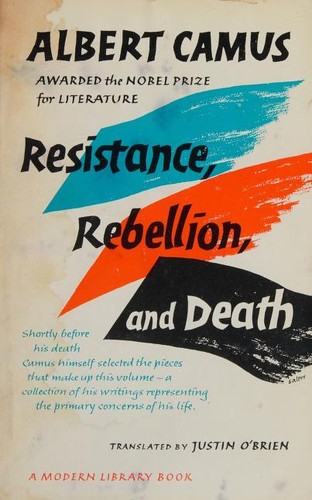 ALBERT CAMUS
AWARDED the NOBEL PRIZE
for LITERATURE
Resistance,
Rebellion,
and Death
Shortly before
his death
Camus himself selected the pieces
that make up this volume – a
collection of his writings representing
the primary concerns of his life.
TRANSLATED by JUSTIN O'BRIEN
A MODERN LIBRARY BOOK